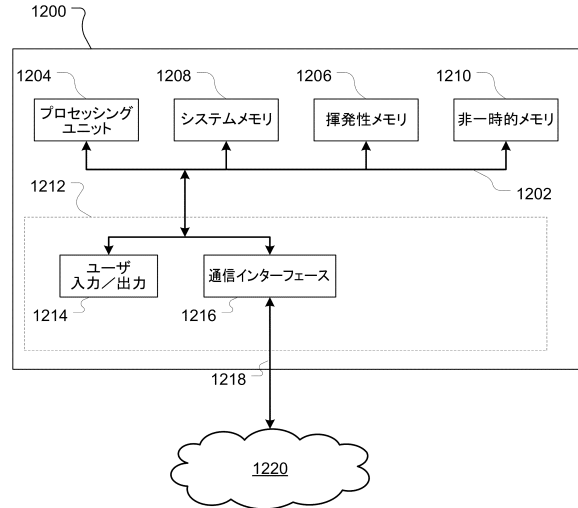 1200
1204
1208
1206
1210
プロセッシング
ユニット
システムメモリ
揮発性メモリ
非一時的メモリ
1212
1202
ユーザ
入力／出力
通信インターフェース
1214
1216
1218
1220